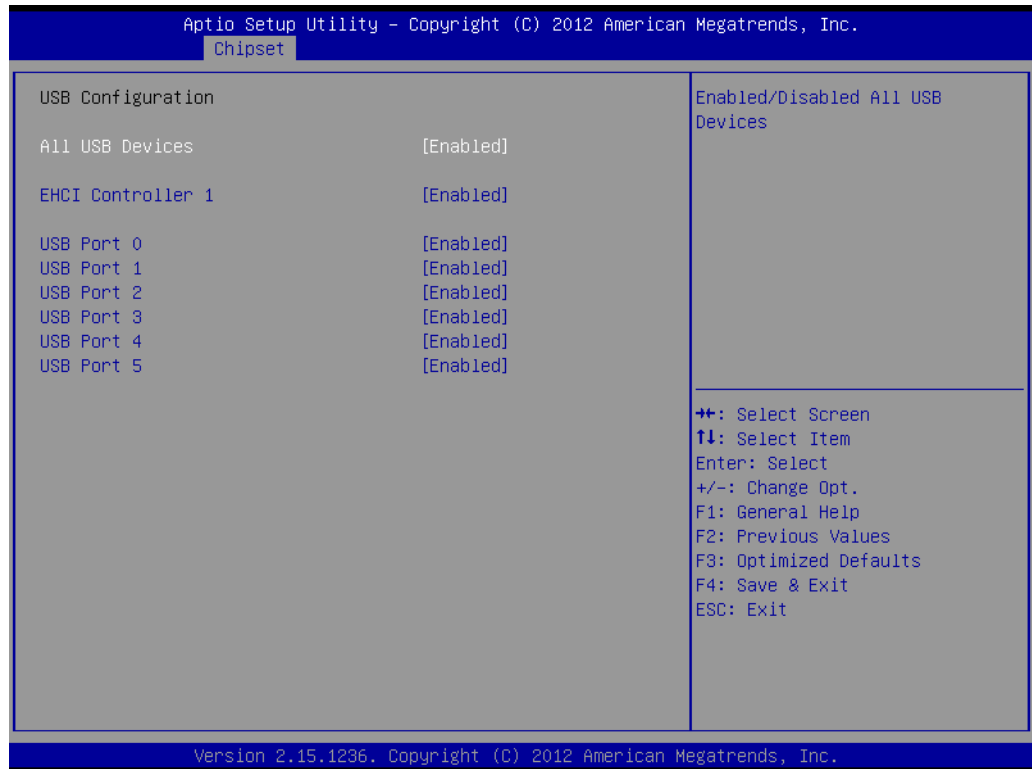 Aptio Setup Utility – Copyright (C) 2012 American Megatrends, Inc.
Chipset
USB Configuration
All USB Devices [Enabled]
EHCI Controller 1 [Enabled]
USB Port 0 [Enabled]
USB Port 1 [Enabled]
USB Port 2 [Enabled]
USB Port 3 [Enabled]
USB Port 4 [Enabled]
USB Port 5 [Enabled]
Enabled/Disabled All USB
Devices
→←: Select Screen
↑↓: Select Item
Enter: Select
+/-: Change Opt.
F1: General Help
F2: Previous Values
F3: Optimized Defaults
F4: Save & Exit
ESC: Exit
Version 2.15.1236. Copyright (C) 2012 American Megatrends, Inc.